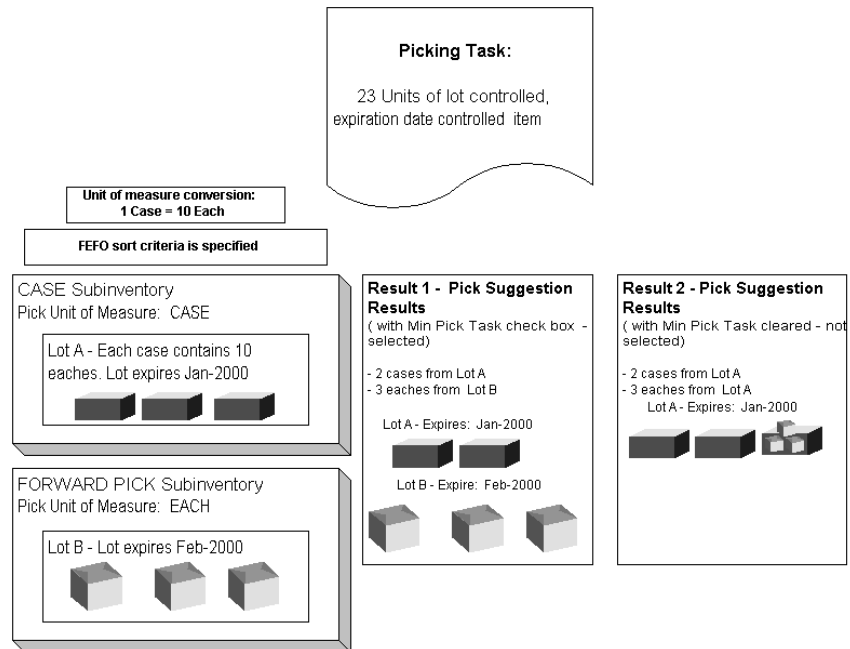 Picking Task:
23 Units of lot controlled,
expiration date controlled item
Unit of measure conversion:
1 Case = 10 Each
FEFO sort criteria is specified
CASE Subinventory
Pick Unit of Measure: CASE
Lot A - Each case contains 10
eaches. Lot expires Jan-2000
FORWARD PICK Subinventory
Pick Unit of Measure: EACH
Lot B - Lot expires Feb-2000
Result 1 - Pick Suggestion
Results
( with Min Pick Task check box -
selected)
- 2 cases from Lot A
- 3 eaches from Lot B
Lot A - Expires: Jan-2000
Lot B - Expire: Feb-2000
Result 2 - Pick Suggestion
Results
( with Min Pick Task cleared - not
selected)
- 2 cases from Lot A
- 3 eaches from Lot A
Lot A - Expires: Jan-2000